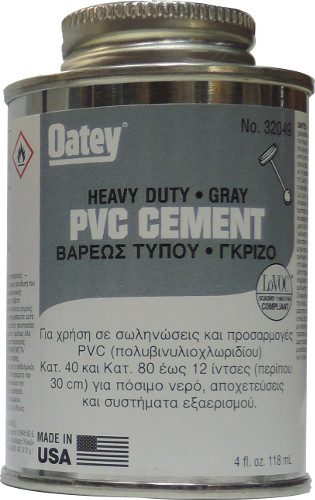 Oatey
No. 32049
HEAVY DUTY • GRAY
PVC CEMENT
ΒΑΡΕΩΣ ΤΥΠΟΥ • ΓΚΡΙΖΟ
LoVOC
COMPLIANT
Για χρήση σε σωληνώσεις και προσαρμογές
PVC (πολυβινυλιοχλωριδίου)
Κατ. 40 και Κατ. 80 έως 12 ίντσες (περίπου
30 cm) για πόσιμο νερό, αποχετεύσεις
και συστήματα εξαερισμού.
MADE IN
USA
4 fl. oz. 118 mL